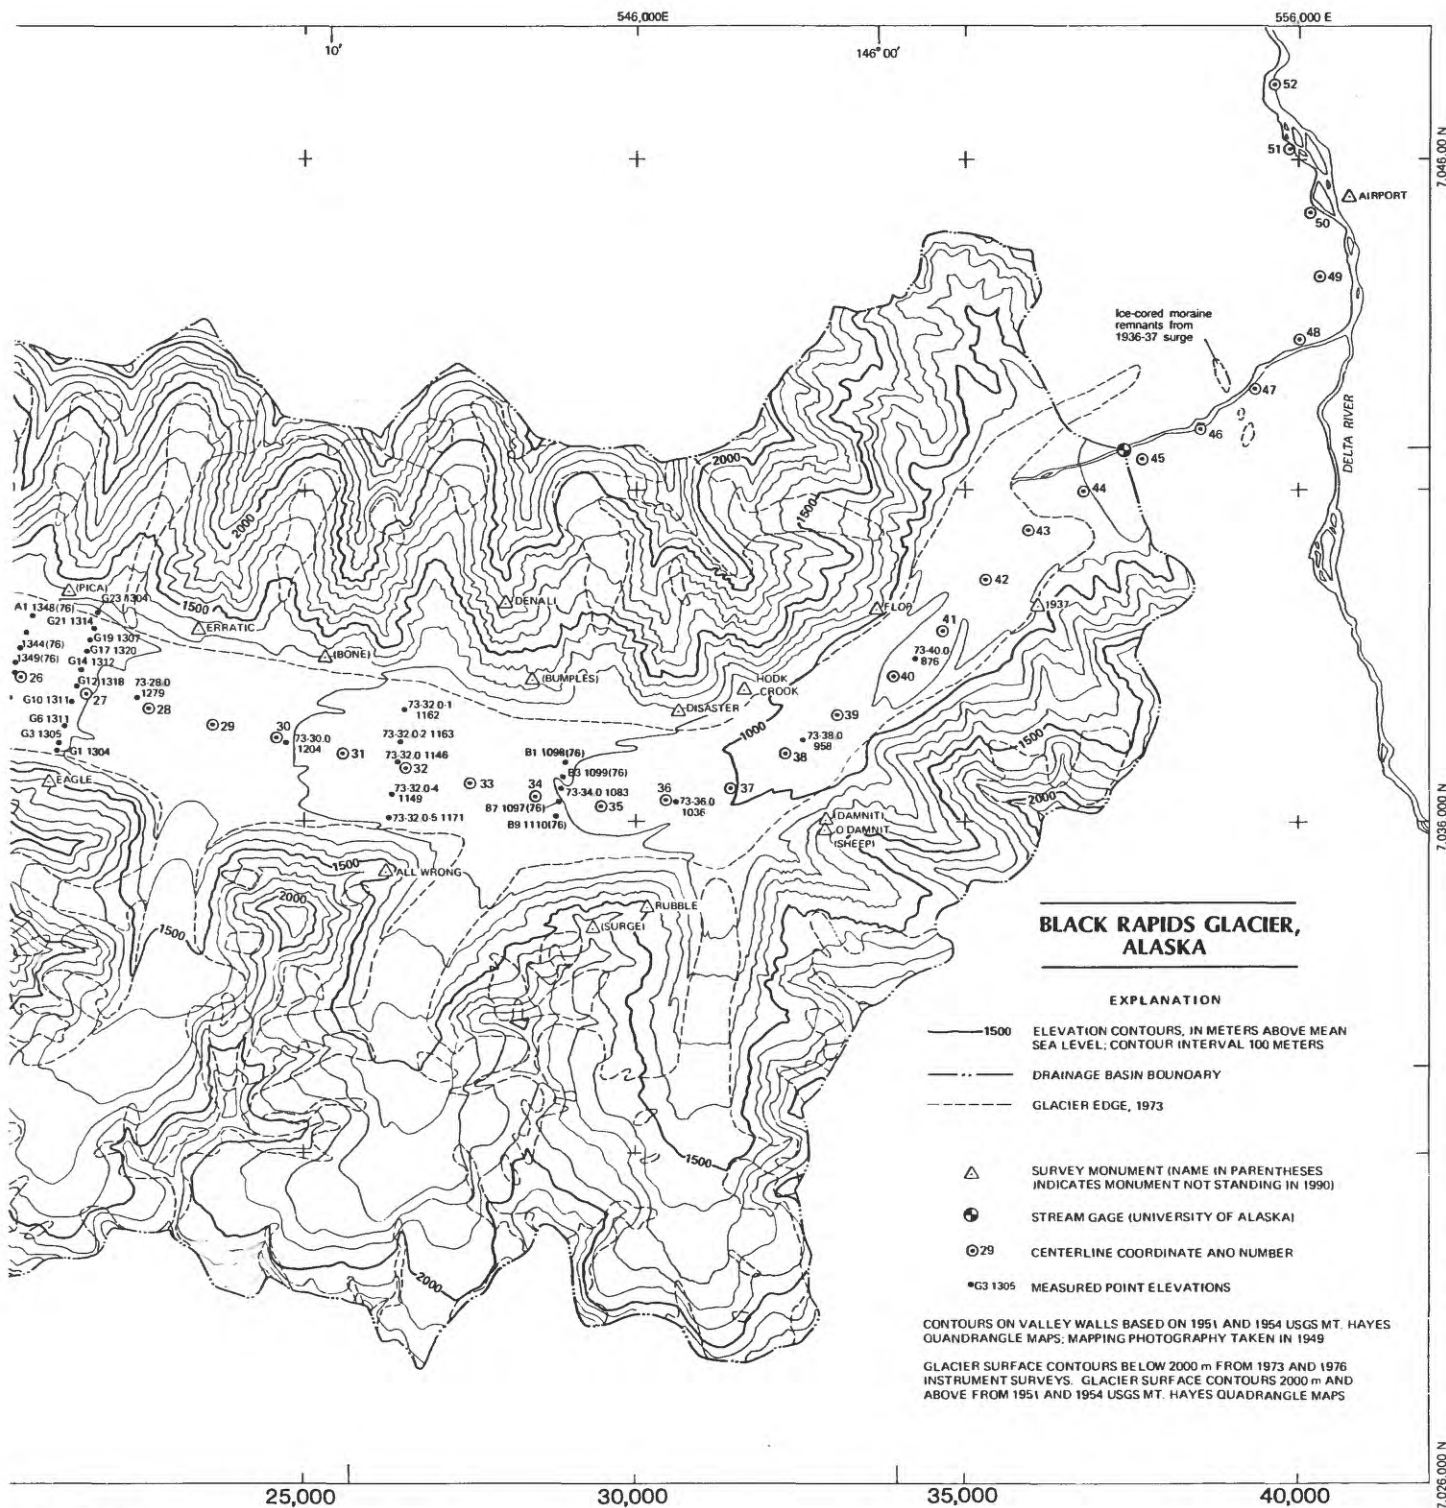 546,000E
556,000 E
10'
146° 00'
52
51
7,046.00 N
AIRPORT
50
49
Ice-cored moraine
remnants from
1936-37 surge
48
47
46
45
DELTA RIVER
2000
44
1500
43
2000
42
(PICA)
G23 1304
A1 1348(76)
G21 1314
1500
DENALI
FLOP
1937
ERRATIC
41
1344(76)
G19 1307
G17 1320
1349(76)
G14 1312
(BONE)
73-40.0
876
26
G12 1318
73-28.0
1279
(BUMPLES)
HODK
CROOK
40
G10 1311
27
28
73-32.0-1
1162
DISASTER
39
G6 1311
29
30
73-30.0
1204
73-32.0-2 1163
1000
73-38.0
958
1500
G3 1305
G1 1304
31
73-32.0 1146
32
B1 1098(76)
38
EAGLE
33
B3 1099(76)
34
73-34.0 1083
36
37
2000
73-32.0-4
1149
B7 1097(76)
35
73-36.0
1036
73-32.0-5 1171
B9 1110(76)
(DAMNIT)
O DAMNIT
(SHEEP)
7,036,000 N
1500
ALL WRONG
2000
RUBBLE
1500
(SURGE)
BLACK RAPIDS GLACIER,
ALASKA
EXPLANATION
1500 ELEVATION CONTOURS, IN METERS ABOVE MEAN
SEA LEVEL; CONTOUR INTERVAL 100 METERS
DRAINAGE BASIN BOUNDARY
GLACIER EDGE, 1973
1500
SURVEY MONUMENT (NAME IN PARENTHESES
INDICATES MONUMENT NOT STANDING IN 1990)
STREAM GAGE (UNIVERSITY OF ALASKA)
29 CENTERLINE COORDINATE AND NUMBER
2000
G3 1305 MEASURED POINT ELEVATIONS
CONTOURS ON VALLEY WALLS BASED ON 1951 AND 1954 USGS MT. HAYES
QUANDRANGLE MAPS; MAPPING PHOTOGRAPHY TAKEN IN 1949
GLACIER SURFACE CONTOURS BELOW 2000 m FROM 1973 AND 1976
INSTRUMENT SURVEYS. GLACIER SURFACE CONTOURS 2000 m AND
ABOVE FROM 1951 AND 1954 USGS MT. HAYES QUADRANGLE MAPS
7,026,000 N
25,000
30,000
35,000
40,000